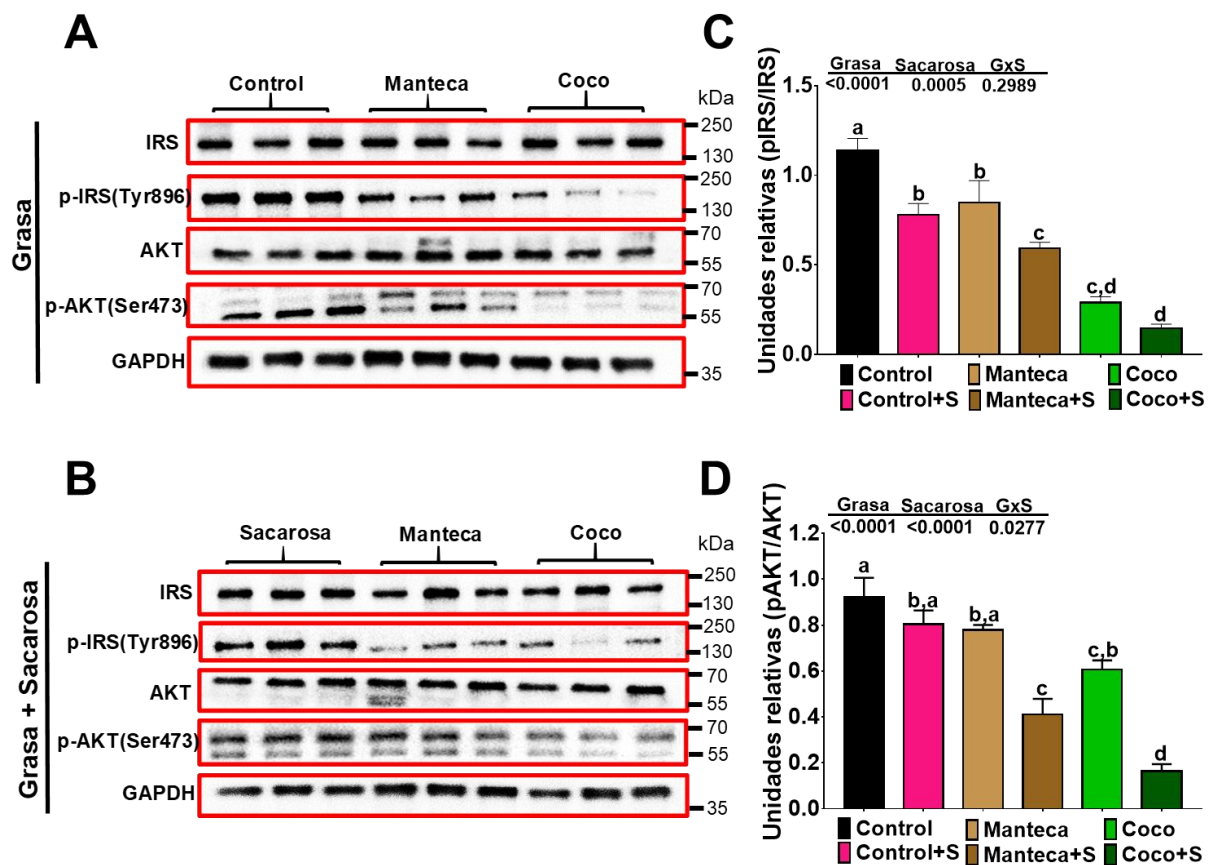 A
Control Manteca Coco
kDa
Grasa
IRS
250
130
p-IRS(Tyr896)
250
130
AKT
70
55
p-AKT(Ser473)
70
55
GAPDH
35
C
Grasa Sacarosa GxS
<0.0001 0.0005 0.2989
Unidades relativas (pIRS/IRS)
1.5
1.0
0.5
0.0
a
b
b
c
c,d
d
Control Manteca Coco
Control+S Manteca+S Coco+S
B
Sacarosa Manteca Coco
kDa
Grasa + Sacarosa
IRS
250
130
p-IRS(Tyr896)
250
130
AKT
70
55
p-AKT(Ser473)
70
55
GAPDH
35
D
Grasa Sacarosa GxS
<0.0001 <0.0001 0.0277
Unidades relativas (pAKT/AKT)
1.2
1.0
0.8
0.6
0.4
0.2
0.0
a
b,a
b,a
c
c,b
d
Control Manteca Coco
Control+S Manteca+S Coco+S